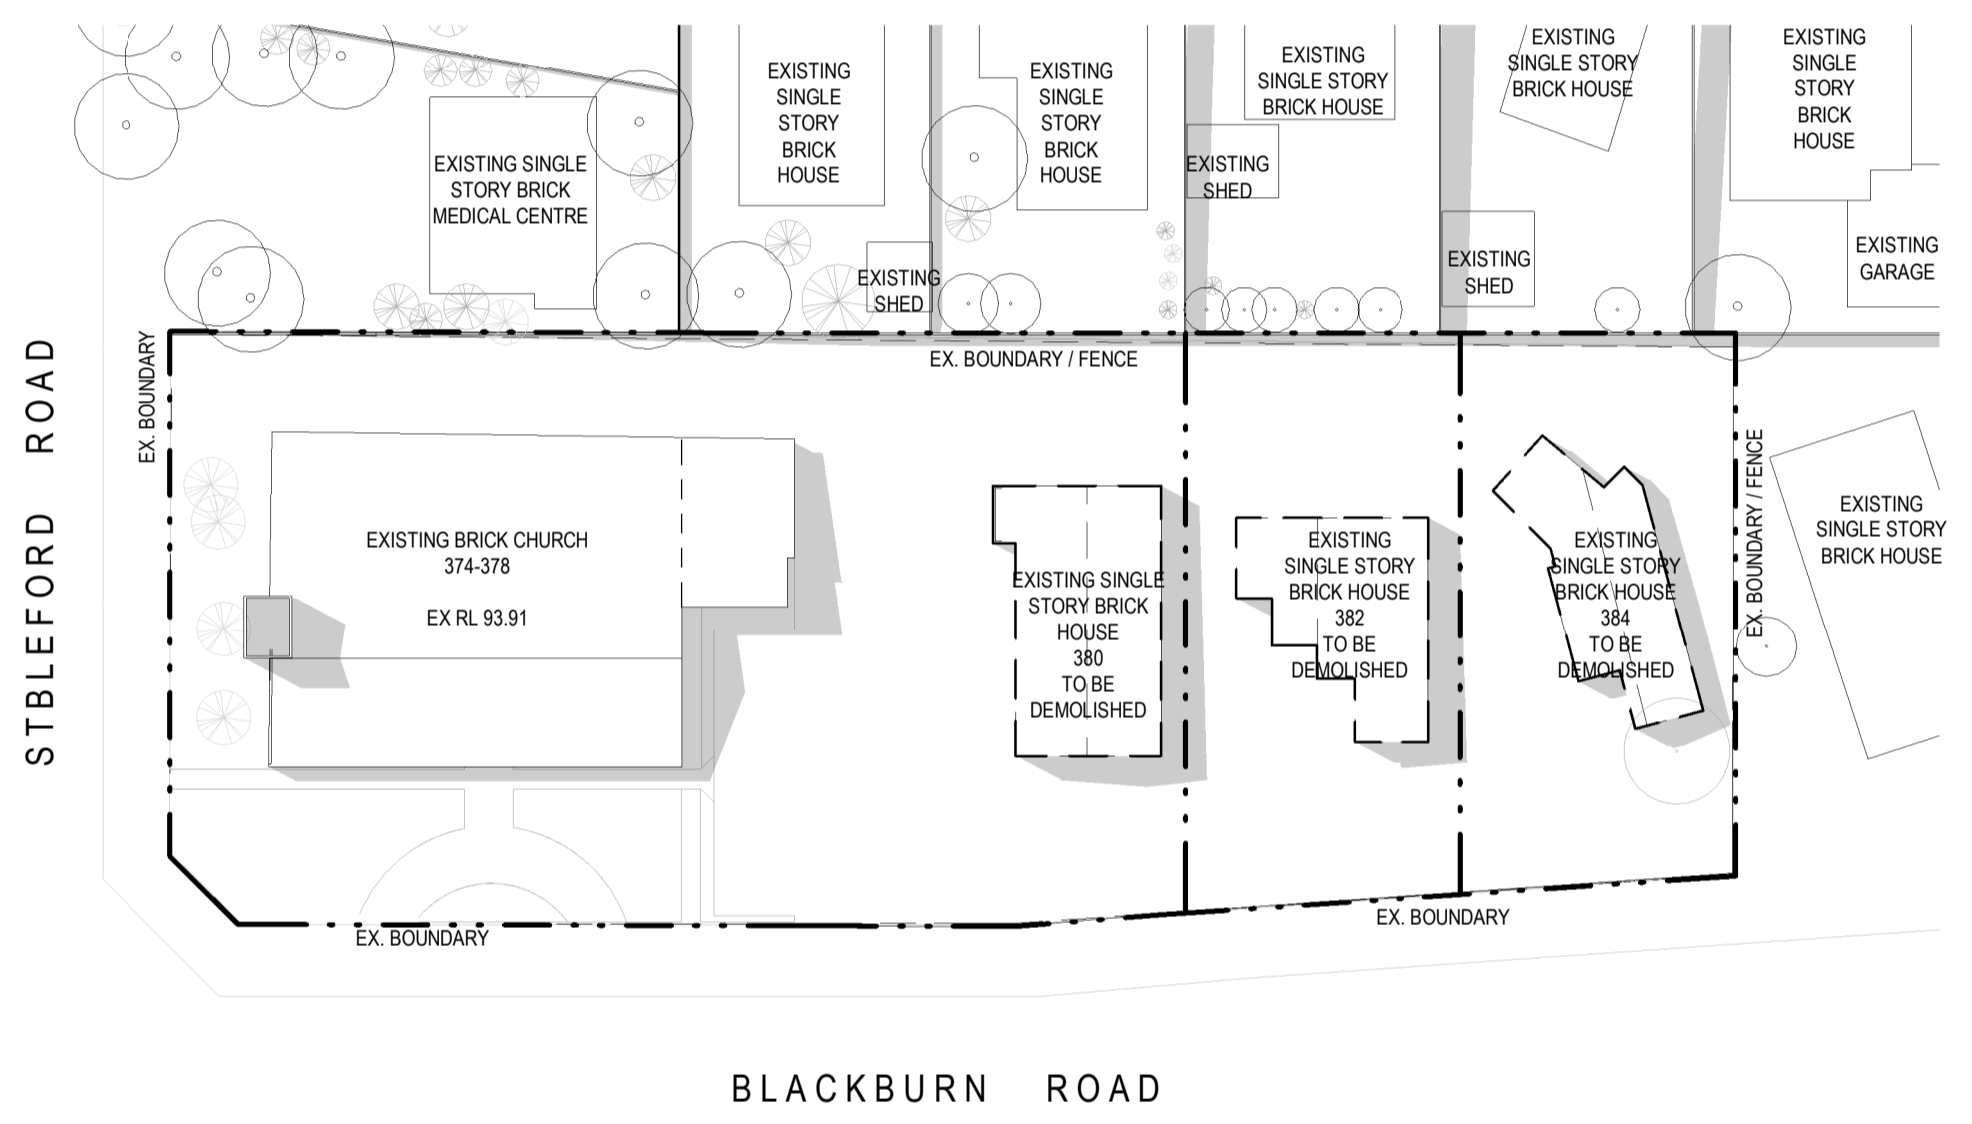 EXISTING SINGLE
STORY BRICK
MEDICAL CENTRE
EXISTING
SINGLE
STORY
BRICK
HOUSE
EXISTING
SHED
EXISTING
SINGLE
STORY
BRICK
HOUSE
EXISTING
SINGLE STORY
BRICK HOUSE
EXISTING
SHED
EXISTING
SINGLE STORY
BRICK HOUSE
EXISTING
SHED
EXISTING
SINGLE
STORY
BRICK
HOUSE
EXISTING
GARAGE
STBLEFORD ROAD
EX. BOUNDARY
EX. BOUNDARY / FENCE
EXISTING BRICK CHURCH
374-378
EX RL 93.91
EXISTING SINGLE
STORY BRICK
HOUSE
380
TO BE
DEMOLISHED
EXISTING
SINGLE STORY
BRICK HOUSE
382
TO BE
DEMOLISHED
EXISTING
SINGLE STORY
BRICK HOUSE
384
TO BE
DEMOLISHED
EX. BOUNDARY / FENCE
EXISTING
SINGLE STORY
BRICK HOUSE
EX. BOUNDARY
EX. BOUNDARY
BLACKBURN ROAD